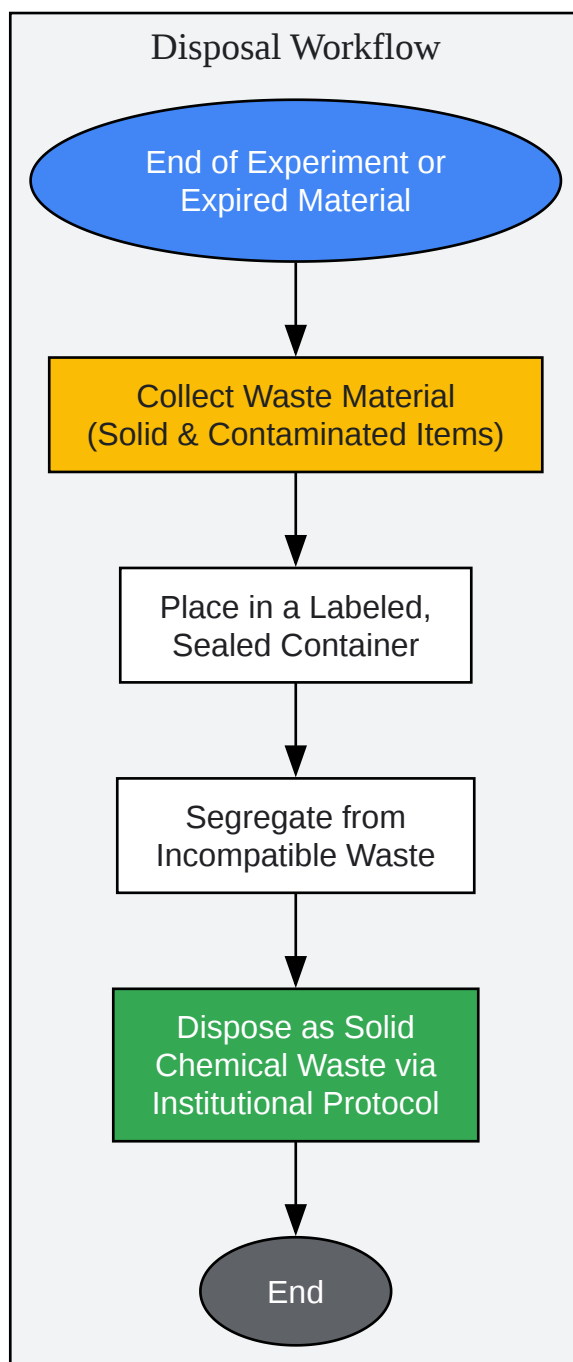 Disposal Workflow
End of Experiment or
Expired Material
Collect Waste Material
(Solid & Contaminated Items)
Place in a Labeled,
Sealed Container
Segregate from
Incompatible Waste
Dispose as Solid
Chemical Waste via
Institutional Protocol
End